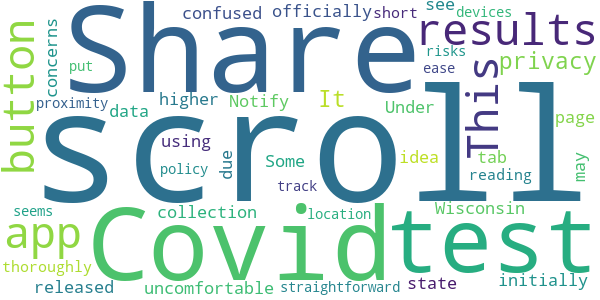 Share
scroll
Covid
test
results
This
button
app
privacy
confused
officially
short
see
devices
concerns
put
risks
ease
proximity
higher
data
Notify
It
Under
page
using
due
Some
idea
tab
may
policy
track
reading
seems
collection
location
Wisconsin
thoroughly
released
uncomfortable
straightforward
state
initially